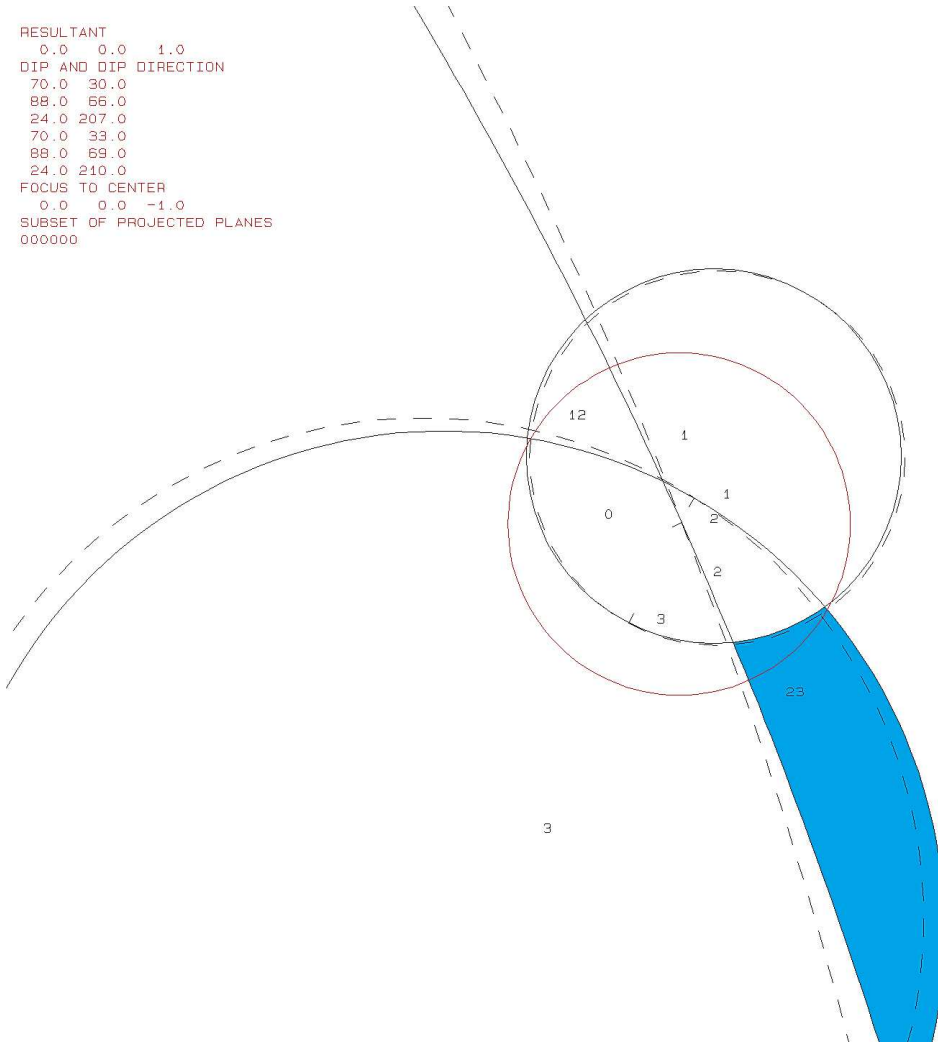 RESULTANT
0.0 0.0 1.0
DIP AND DIP DIRECTION
70.0 30.0
88.0 66.0
24.0 207.0
70.0 33.0
88.0 69.0
24.0 210.0
FOCUS TO CENTER
0.0 0.0 -1.0
SUBSET OF PROJECTED PLANES
000000
12
1
1
0
2
2
3
23
3